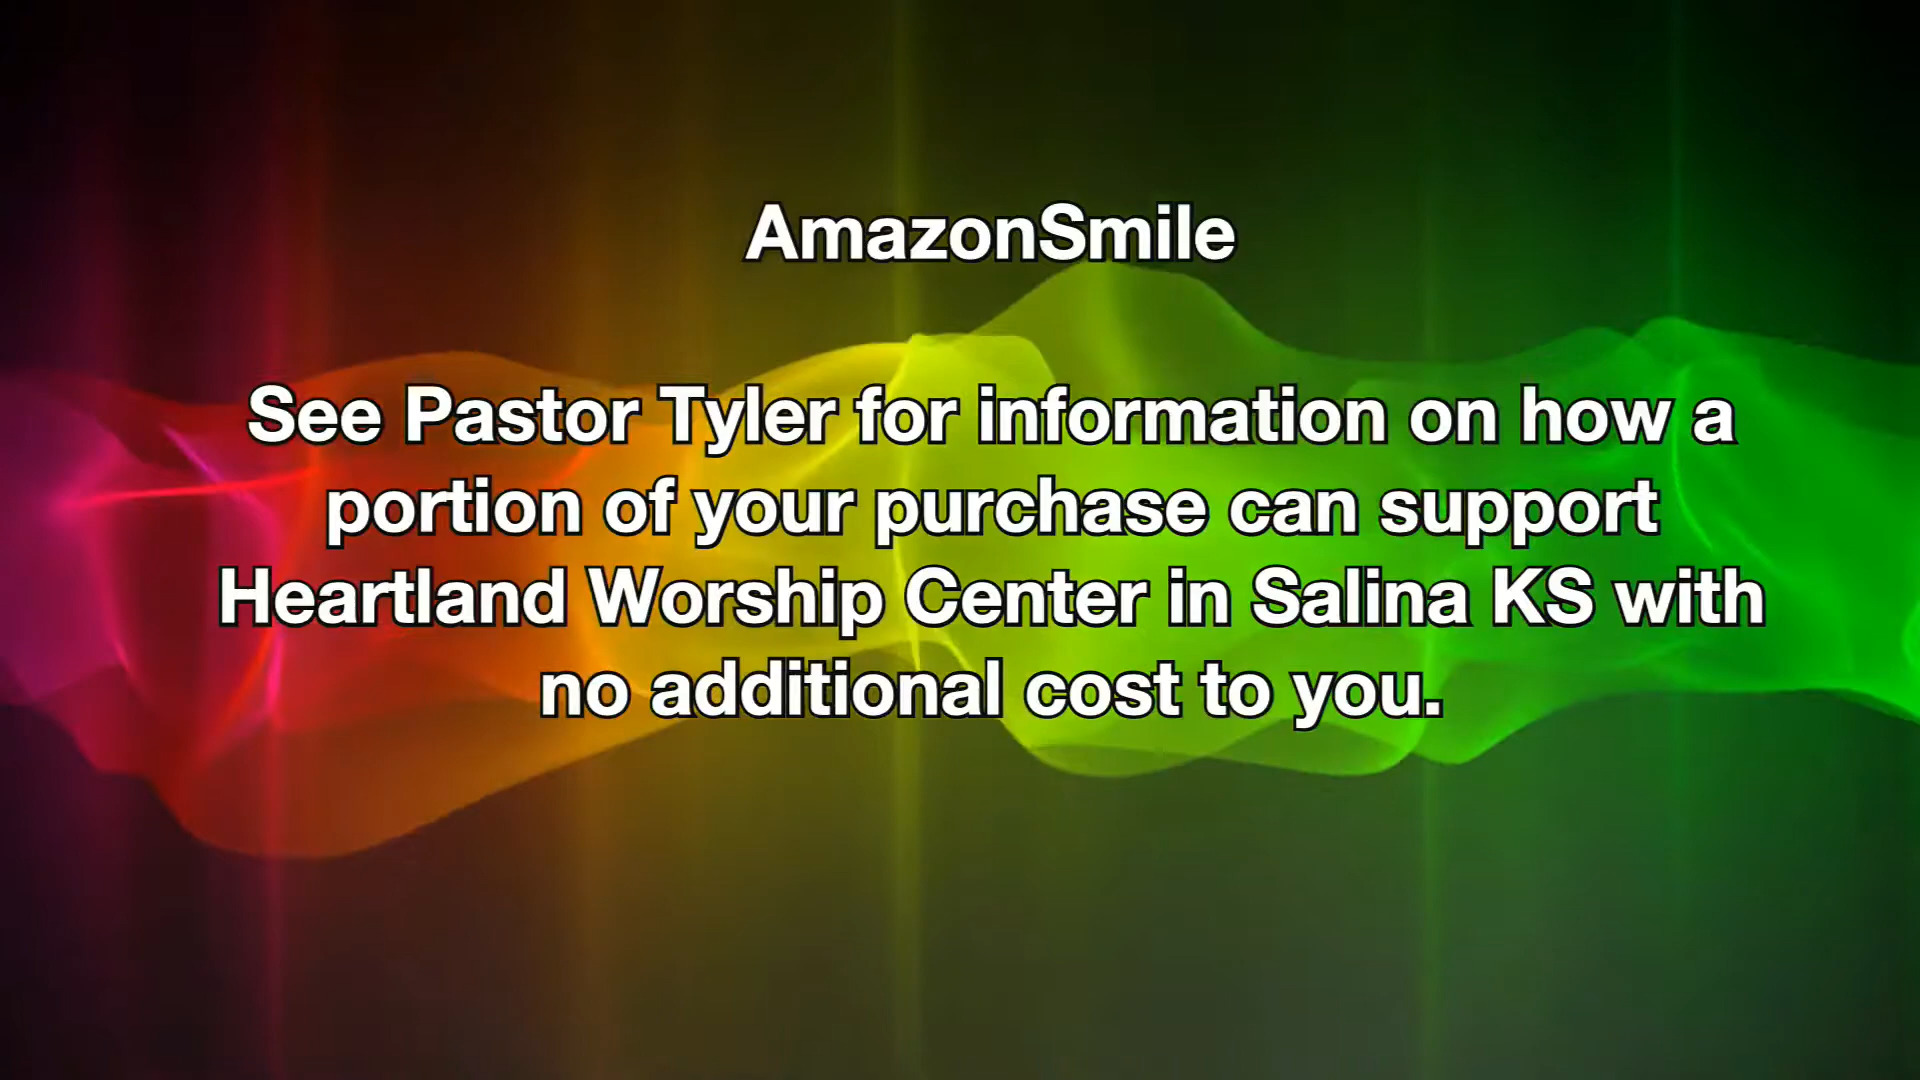 AmazonSmile
See Pastor Tyler for information on how a
portion of your purchase can support
Heartland Worship Center in Salina KS with
no additional cost to you.